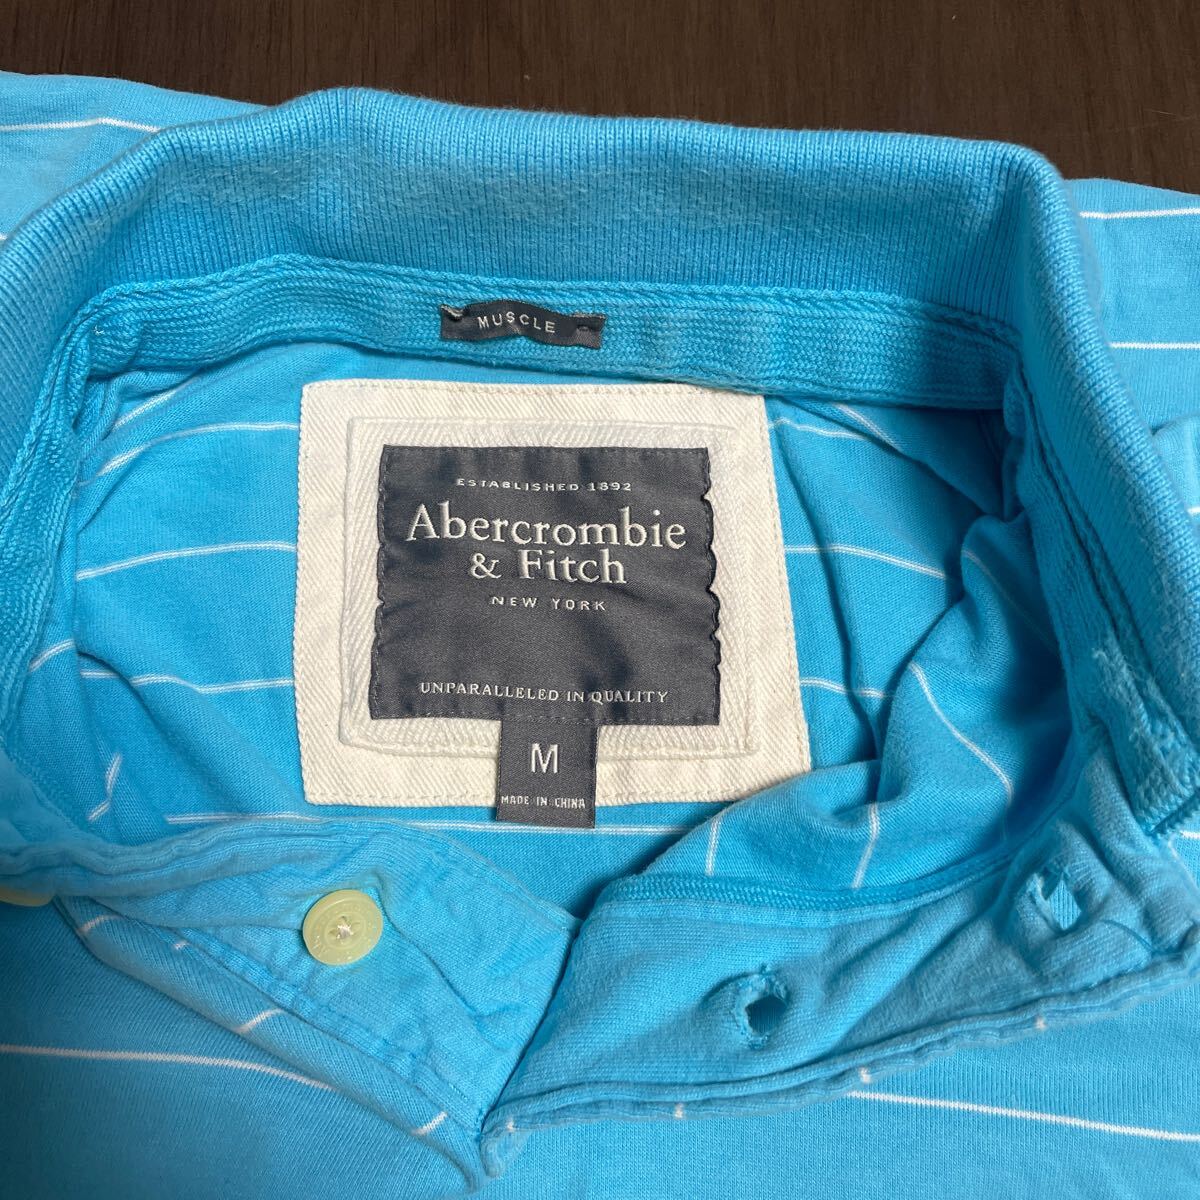 MUSCLE
ESTABLISHED 1892
Abercrombie
& Fitch
NEW YORK
UNPARALLELED IN QUALITY
M
MADE IN CHINA